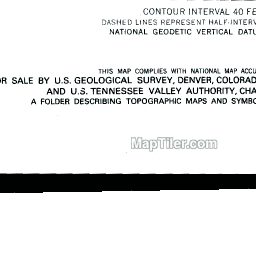 CONTOUR INTERVAL 40 FE
DASHED LINES REPRESENT HALF-INTERV
NATIONAL GEODETIC VERTICAL DATU
THIS MAP COMPLIES WITH NATIONAL MAP ACCU
OR SALE BY U.S. GEOLOGICAL SURVEY, DENVER, COLORAD
AND U.S. TENNESSEE VALLEY AUTHORITY, CHA
A FOLDER DESCRIBING TOPOGRAPHIC MAPS AND SYMBO
MapTiler.com